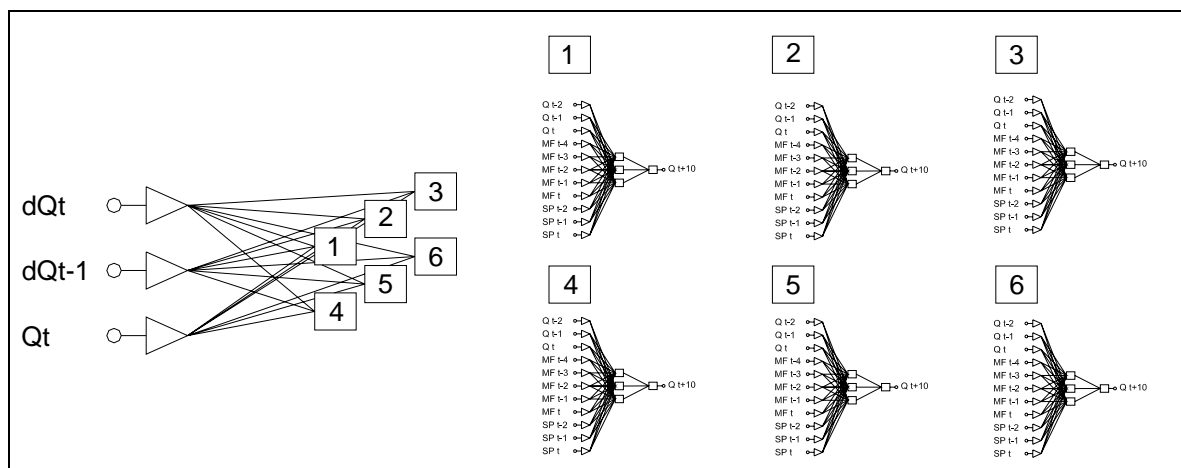 dQt
dQt-1
Qt
3
2
1
6
5
4
1
Q t-2
Q t-1
Q t
MF t-4
MF t-3
MF t-2
MF t-1
MF t
SP t-2
SP t-1
SP t
Q t+10
2
Q t-2
Q t-1
Q t
MF t-4
MF t-3
MF t-2
MF t-1
MF t
SP t-2
SP t-1
SP t
Q t+10
3
Q t-2
Q t-1
Q t
MF t-4
MF t-3
MF t-2
MF t-1
MF t
SP t-2
SP t-1
SP t
Q t+10
4
Q t-2
Q t-1
Q t
MF t-4
MF t-3
MF t-2
MF t-1
MF t
SP t-2
SP t-1
SP t
Q t+10
5
Q t-2
Q t-1
Q t
MF t-4
MF t-3
MF t-2
MF t-1
MF t
SP t-2
SP t-1
SP t
Q t+10
6
Q t-2
Q t-1
Q t
MF t-4
MF t-3
MF t-2
MF t-1
MF t
SP t-2
SP t-1
SP t
Q t+10